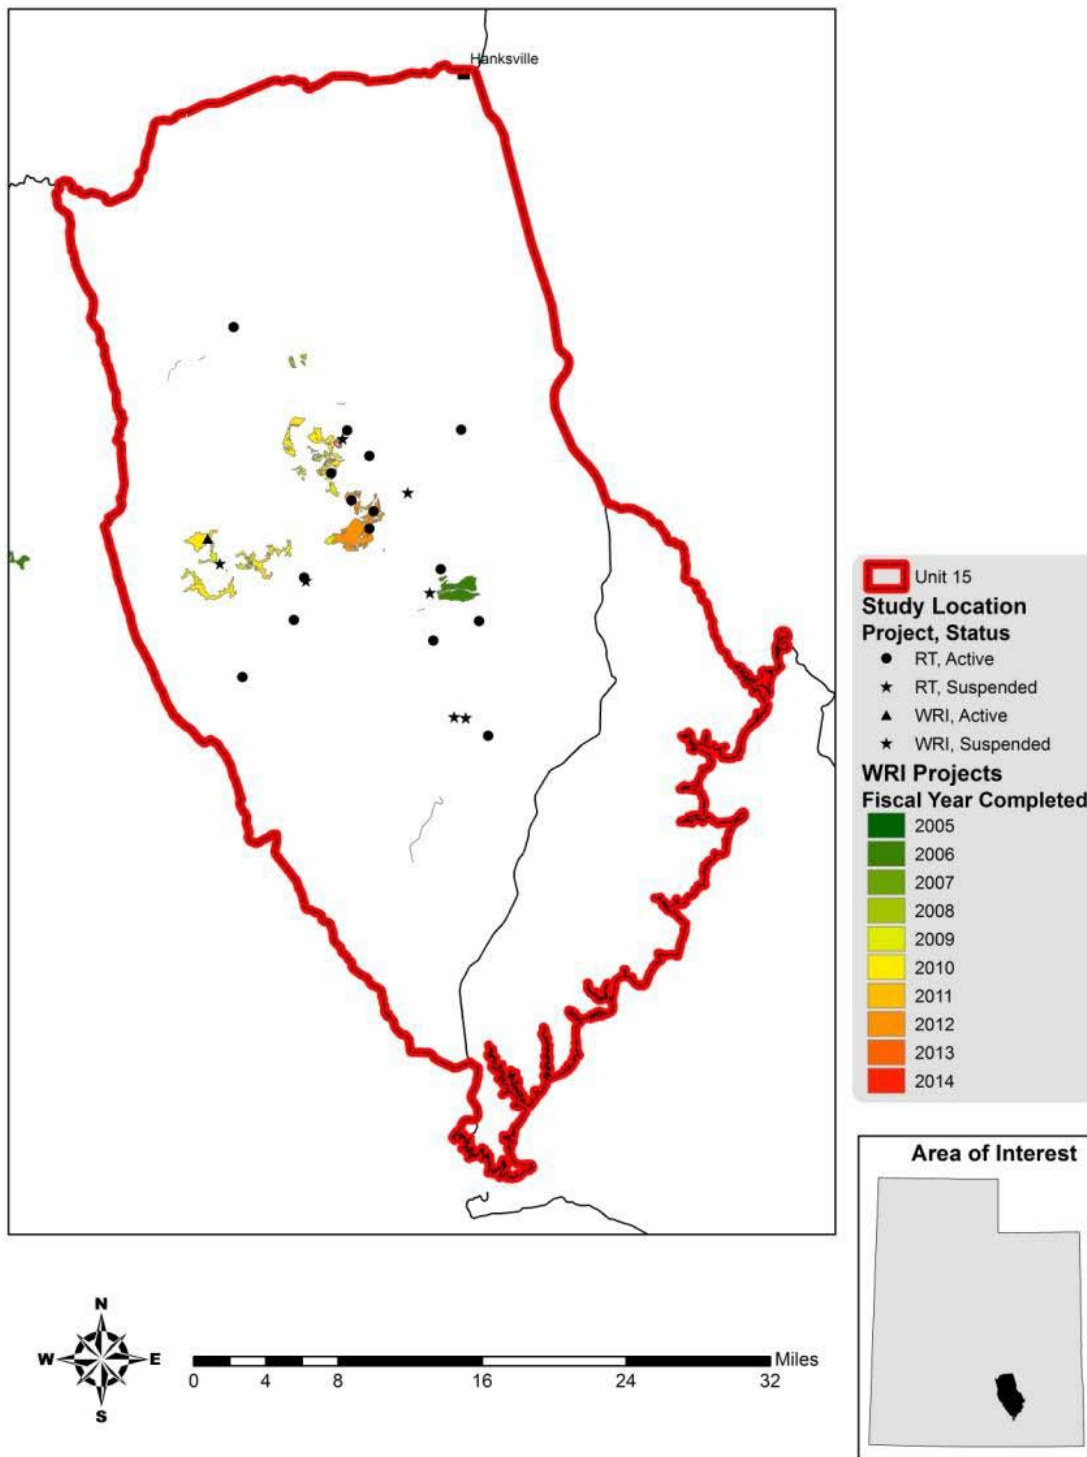 Hanksville
Unit 15
Study Location
Project, Status
RT, Active
RT, Suspended
WRI, Active
WRI, Suspended
WRI Projects
Fiscal Year Completed
2005
2006
2007
2008
2009
2010
2011
2012
2013
2014
Area of Interest
N
W E
S
Miles
0 4 8 16 24 32